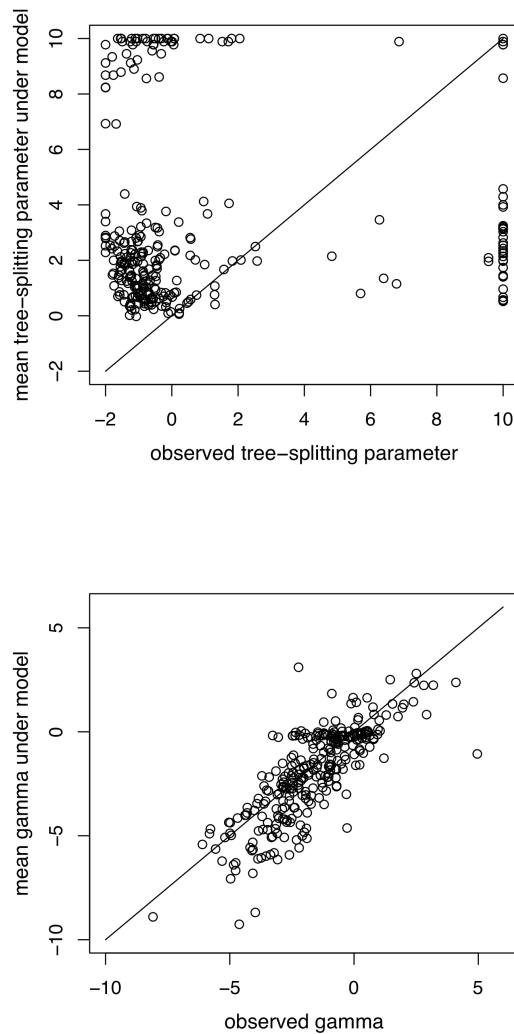 mean tree−splitting parameter under model
10
8
6
4
2
0
−2
−2 0 2 4 6 8 10
observed tree−splitting parameter
mean gamma under model
5
0
−5
−10
−10 −5 0 5
observed gamma